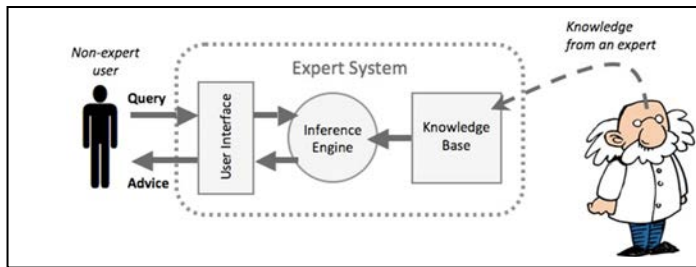 Non-expert
user
Knowledge
from an expert
Expert System
Query
Advice
User Interface
Inference
Engine
Knowledge
Base